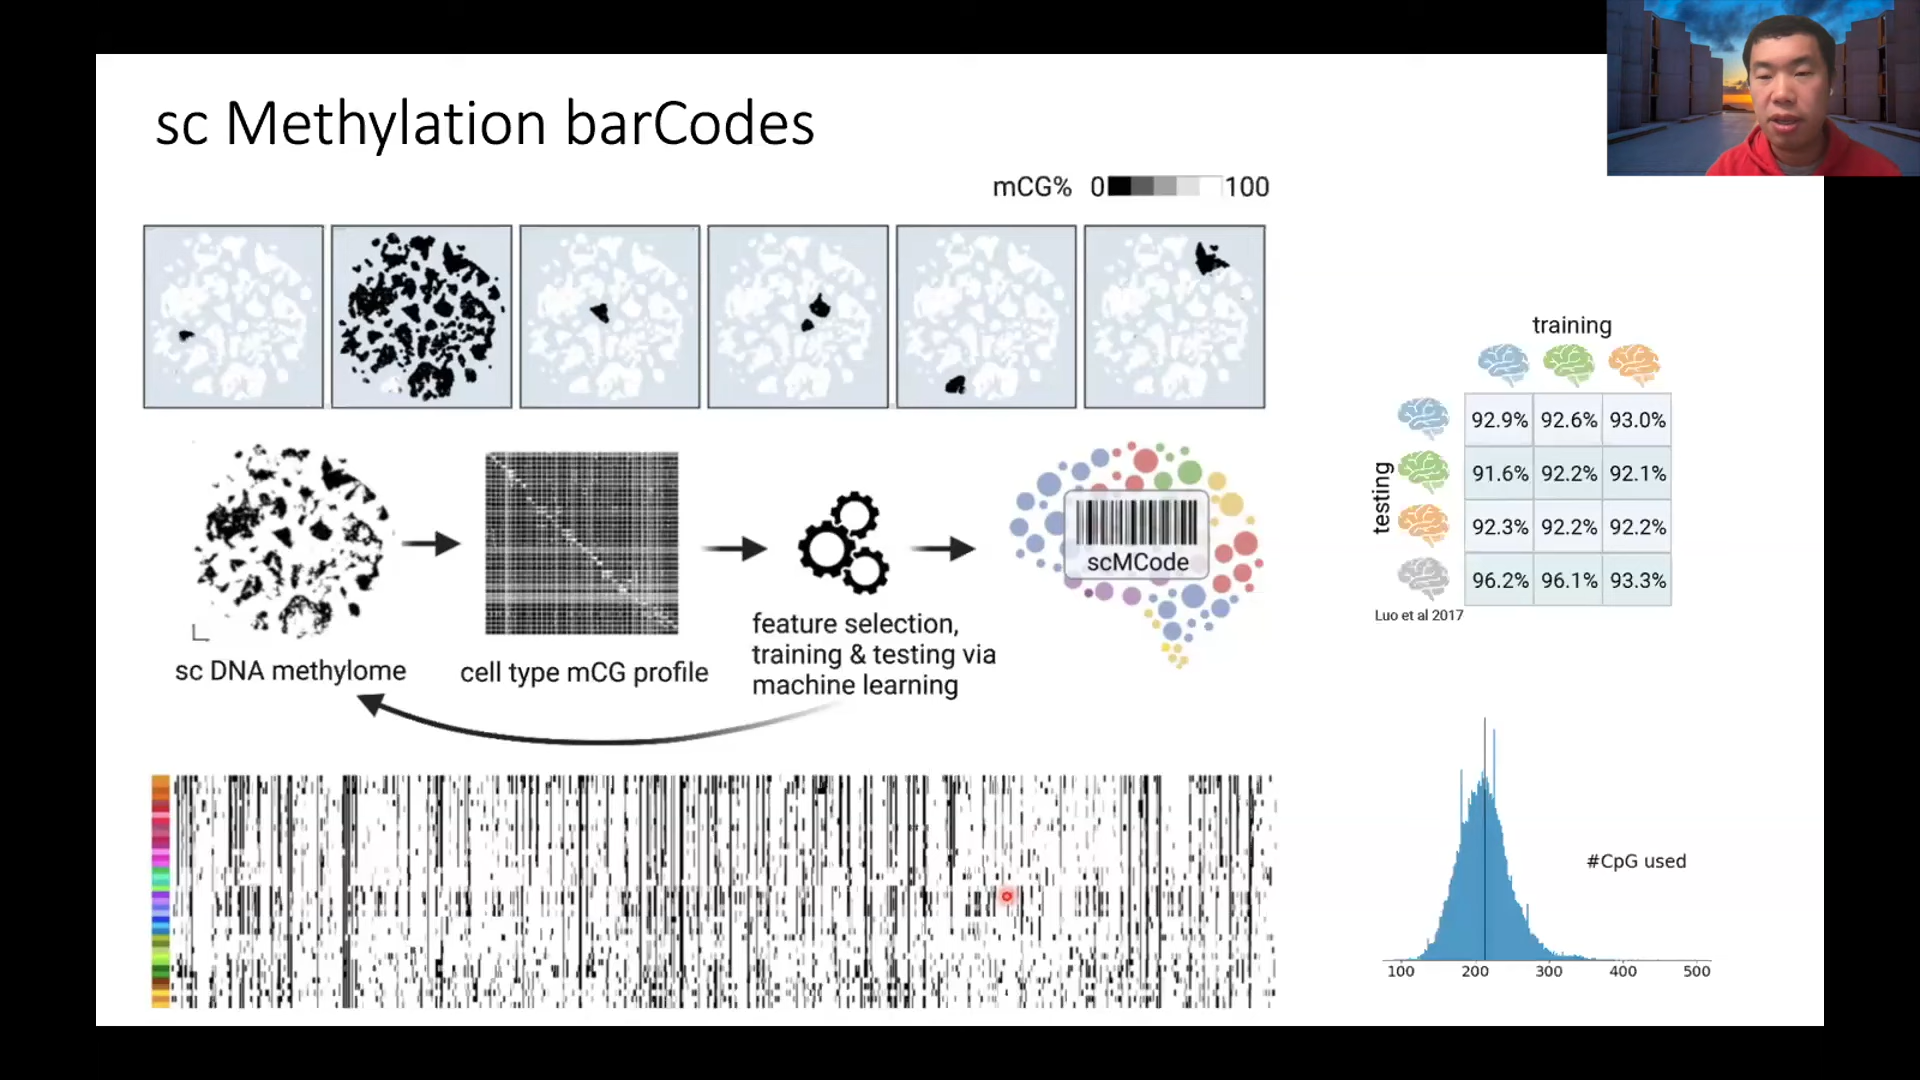 sc Methylation barCodes
mCG% 0 100
training
testing
92.9% 92.6% 93.0%
91.6% 92.2% 92.1%
92.3% 92.2% 92.2%
96.2% 96.1% 93.3%
Luo et al 2017
scMCode
sc DNA methylome
cell type mCG profile
feature selection,
training & testing via
machine learning
#CpG used
100 200 300 400 500